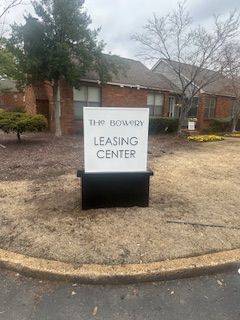 THE BOWERY
LEASING
CENTER